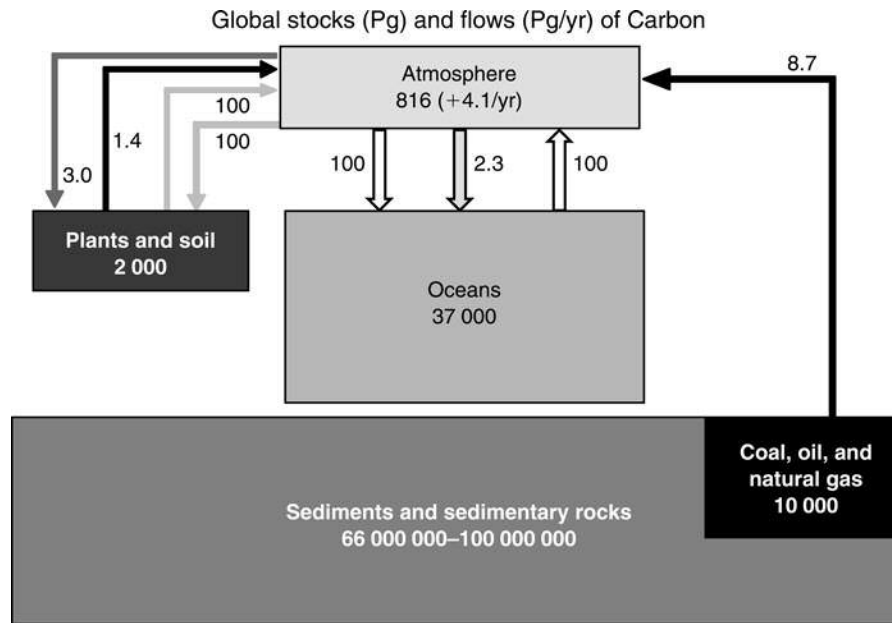 Global stocks (Pg) and flows (Pg/yr) of Carbon
Atmosphere
816 (+4.1/yr)
8.7
100
100
1.4
3.0
100
2.3
100
Plants and soil
2 000
Oceans
37 000
Coal, oil, and
natural gas
10 000
Sediments and sedimentary rocks
66 000 000–100 000 000